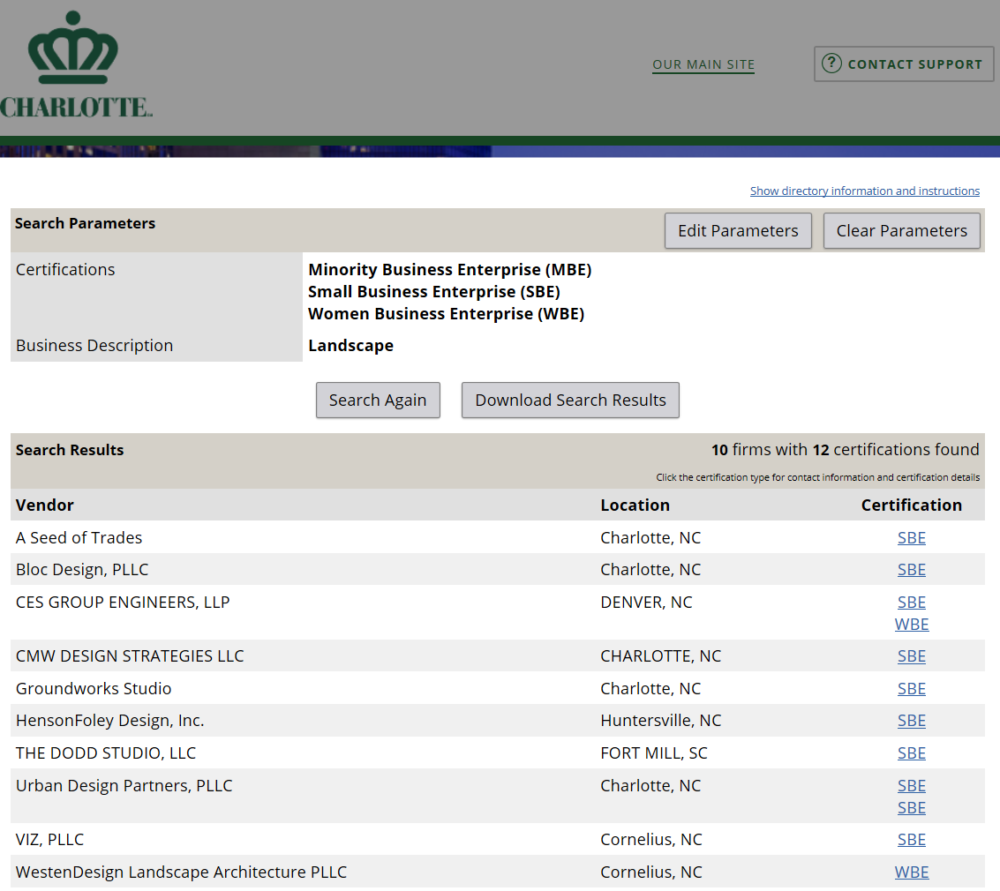 CHARLOTTE
OUR MAIN SITE
? CONTACT SUPPORT
Show directory information and instructions
Search Parameters
Edit Parameters
Clear Parameters
Certifications
Minority Business Enterprise (MBE)
Small Business Enterprise (SBE)
Women Business Enterprise (WBE)
Business Description
Landscape
Search Again
Download Search Results
Search Results
10 firms with 12 certifications found
Click the certification type for contact information and certification details
Vendor Location Certification
A Seed of Trades Charlotte, NC SBE
Bloc Design, PLLC Charlotte, NC SBE
CES GROUP ENGINEERS, LLP DENVER, NC SBE
WBE
CMW DESIGN STRATEGIES LLC CHARLOTTE, NC SBE
Groundworks Studio Charlotte, NC SBE
HensonFoley Design, Inc. Huntersville, NC SBE
THE DODD STUDIO, LLC FORT MILL, SC SBE
Urban Design Partners, PLLC Charlotte, NC SBE
SBE
VIZ, PLLC Cornelius, NC SBE
WestenDesign Landscape Architecture PLLC Cornelius, NC WBE